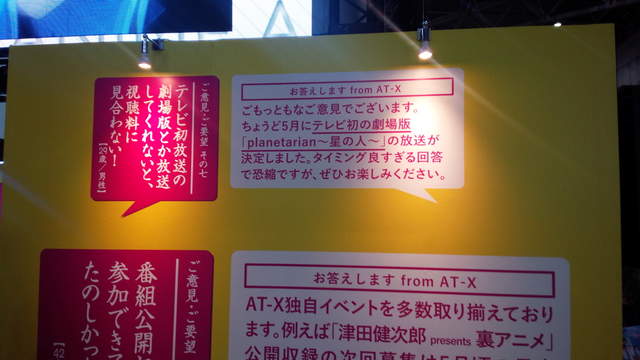 ご意見・ご要望 その七
テレビ初放送の
劇場版とか放送
してくれないと、
視聴料に
見合わない！
【29歳／男性】
お答えします from AT-X
ごもっともなご意見でございます。
ちょうど5月にテレビ初の劇場版
「planetarian～星の人～」の放送が
決定しました。タイミング良すぎる回答
で恐縮ですが、ぜひお楽しみください。
ご意見・ご要望
番組公開
参加できる
たのしかっ
【42
お答えします from AT-X
AT-X独自イベントを多数取り揃えており
ます。例えば「津田健次郎 presents 裏アニメ」
公開収録の次回募集は5月